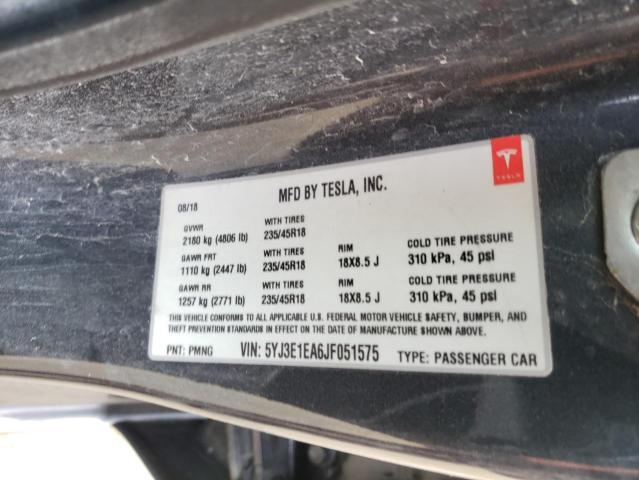 MFD BY TESLA, INC.
TESLA
08/18
GVWR WITH TIRES
2180 kg (4806 lb) 235/45R18
GAWR FRT WITH TIRES RIM COLD TIRE PRESSURE
1110 kg (2447 lb) 235/45R18 18X8.5 J 310 kPa, 45 psi
GAWR RR WITH TIRES RIM COLD TIRE PRESSURE
1257 kg (2771 lb) 235/45R18 18X8.5 J 310 kPa, 45 psi
THIS VEHICLE CONFORMS TO ALL APPLICABLE U.S. FEDERAL MOTOR VEHICLE SAFETY, BUMPER, AND
THEFT PREVENTION STANDARDS IN EFFECT ON THE DATE OF MANUFACTURE SHOWN ABOVE.
PNT: PMNG VIN: 5YJ3E1EA6JF051575 TYPE: PASSENGER CAR